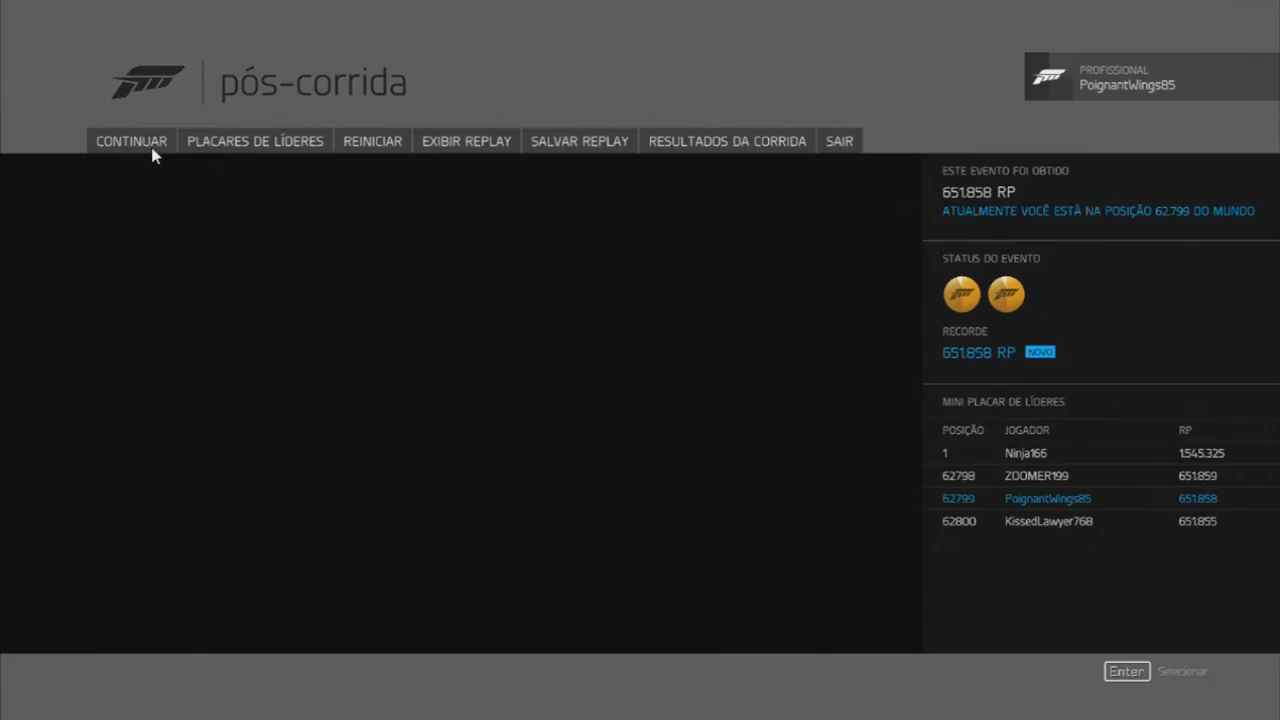 pós-corrida
PROFISSIONAL
PoignantWings85
CONTINUAR PLACARES DE LÍDERES REINICIAR EXIBIR REPLAY SALVAR REPLAY RESULTADOS DA CORRIDA SAIR
ESTE EVENTO FOI OBTIDO
651.858 RP
ATUALMENTE VOCÊ ESTÁ NA POSIÇÃO 62.799 DO MUNDO
STATUS DO EVENTO
RECORDE
651.858 RP NOVO
MINI PLACAR DE LÍDERES
POSIÇÃO JOGADOR RP
1 Ninja166 1.545.325
62798 ZOOMER199 651.859
62799 PoignantWings85 651.858
62800 KissedLawyer768 651.855
Enter Selecionar